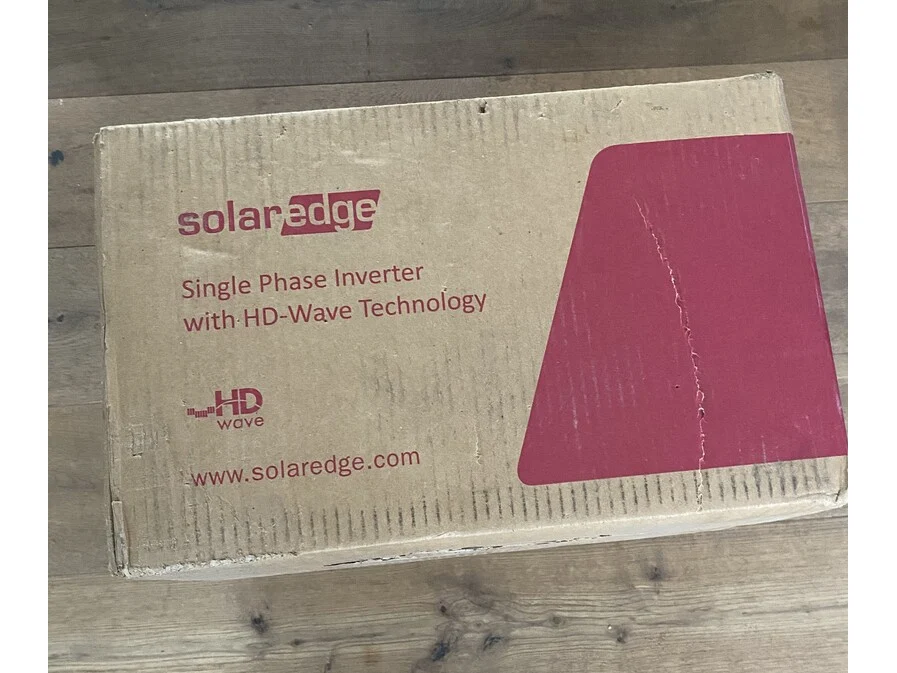 solaredge
Single Phase Inverter
with HD-Wave Technology
HD
wave
www.solaredge.com